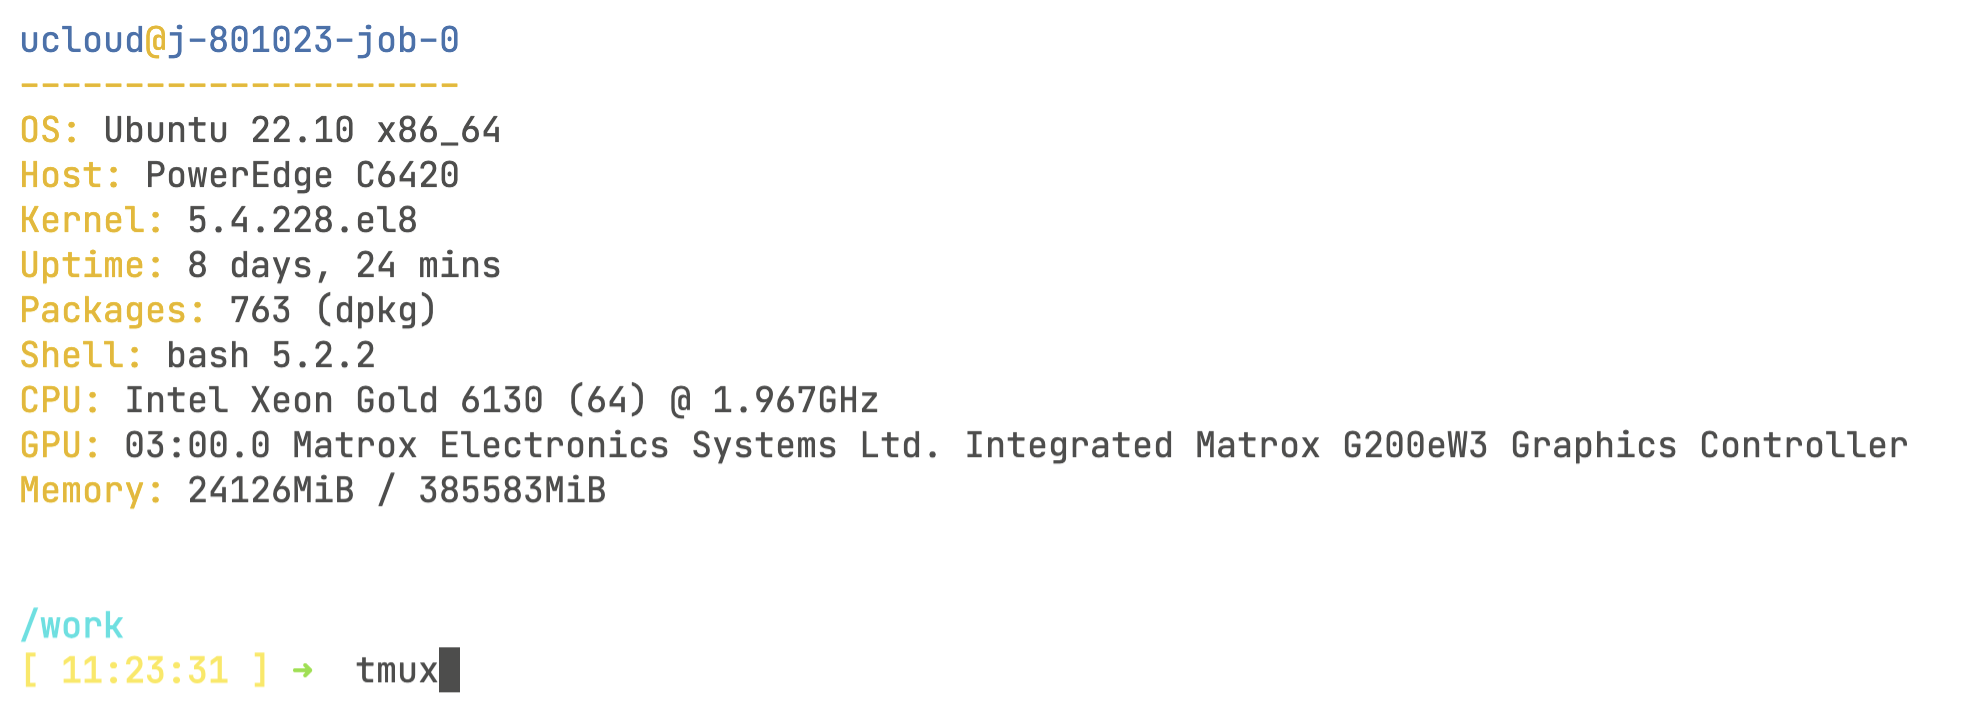 ucloud@j-801023-job-0
---------------------
OS: Ubuntu 22.10 x86_64
Host: PowerEdge C6420
Kernel: 5.4.228.el8
Uptime: 8 days, 24 mins
Packages: 763 (dpkg)
Shell: bash 5.2.2
CPU: Intel Xeon Gold 6130 (64) @ 1.967GHz
GPU: 03:00.0 Matrox Electronics Systems Ltd. Integrated Matrox G200eW3 Graphics Controller
Memory: 24126MiB / 385583MiB
/work
[ 11:23:31 ] ➜ tmux